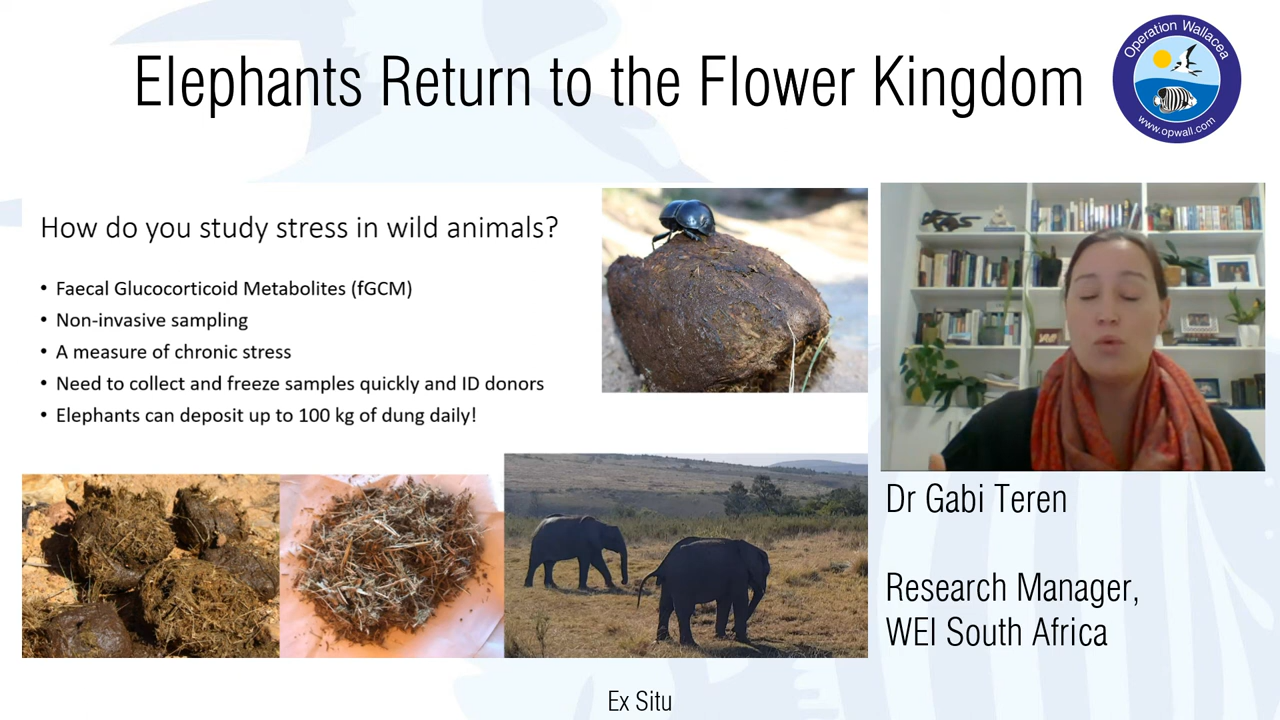 Elephants Return to the Flower Kingdom
Operation Wallacea
www.opwall.com
How do you study stress in wild animals?
• Faecal Glucocorticoid Metabolites (fGCM)
• Non-invasive sampling
• A measure of chronic stress
• Need to collect and freeze samples quickly and ID donors
• Elephants can deposit up to 100 kg of dung daily!
Dr Gabi Teren
Research Manager,
WEI South Africa
Ex Situ